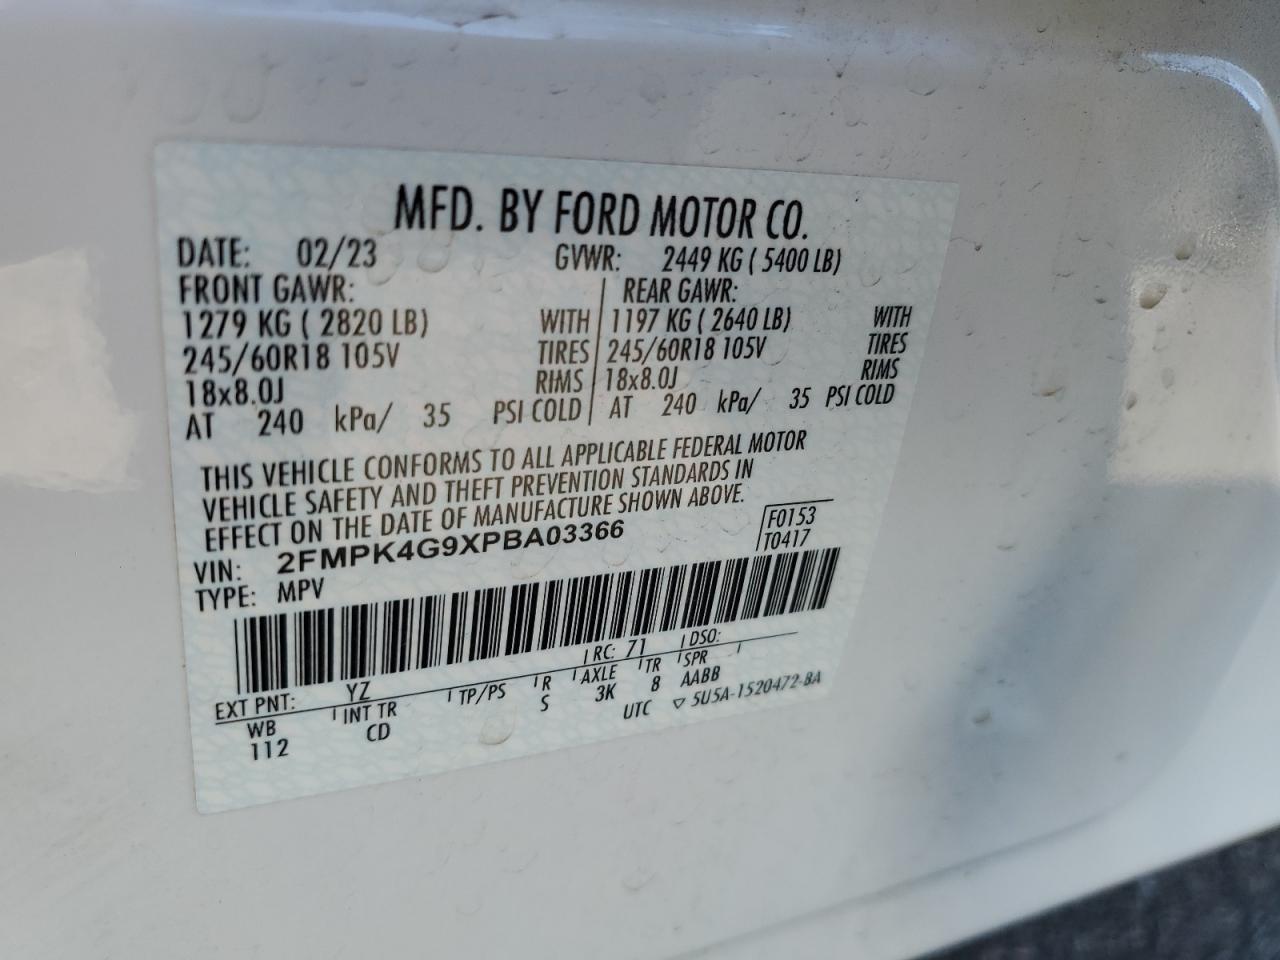 MFD. BY FORD MOTOR CO.
DATE: 02/23 GVWR: 2449 KG ( 5400 LB)
FRONT GAWR: REAR GAWR:
1279 KG ( 2820 LB) WITH 1197 KG ( 2640 LB) WITH
245/60R18 105V TIRES 245/60R18 105V TIRES
18x8.0J RIMS 18x8.0J RIMS
AT 240 kPa/ 35 PSI COLD AT 240 kPa/ 35 PSI COLD
THIS VEHICLE CONFORMS TO ALL APPLICABLE FEDERAL MOTOR
VEHICLE SAFETY AND THEFT PREVENTION STANDARDS IN
EFFECT ON THE DATE OF MANUFACTURE SHOWN ABOVE.
VIN: 2FMPK4G9XPBA03366 F0153
TYPE: MPV T0417
EXT PNT: YZ RC: 71 DSO:
WB INT TR TP/PS R AXLE TR SPR
112 CD S 3K 8 AABB
UTC ▽ 5U5A-1520472-BA